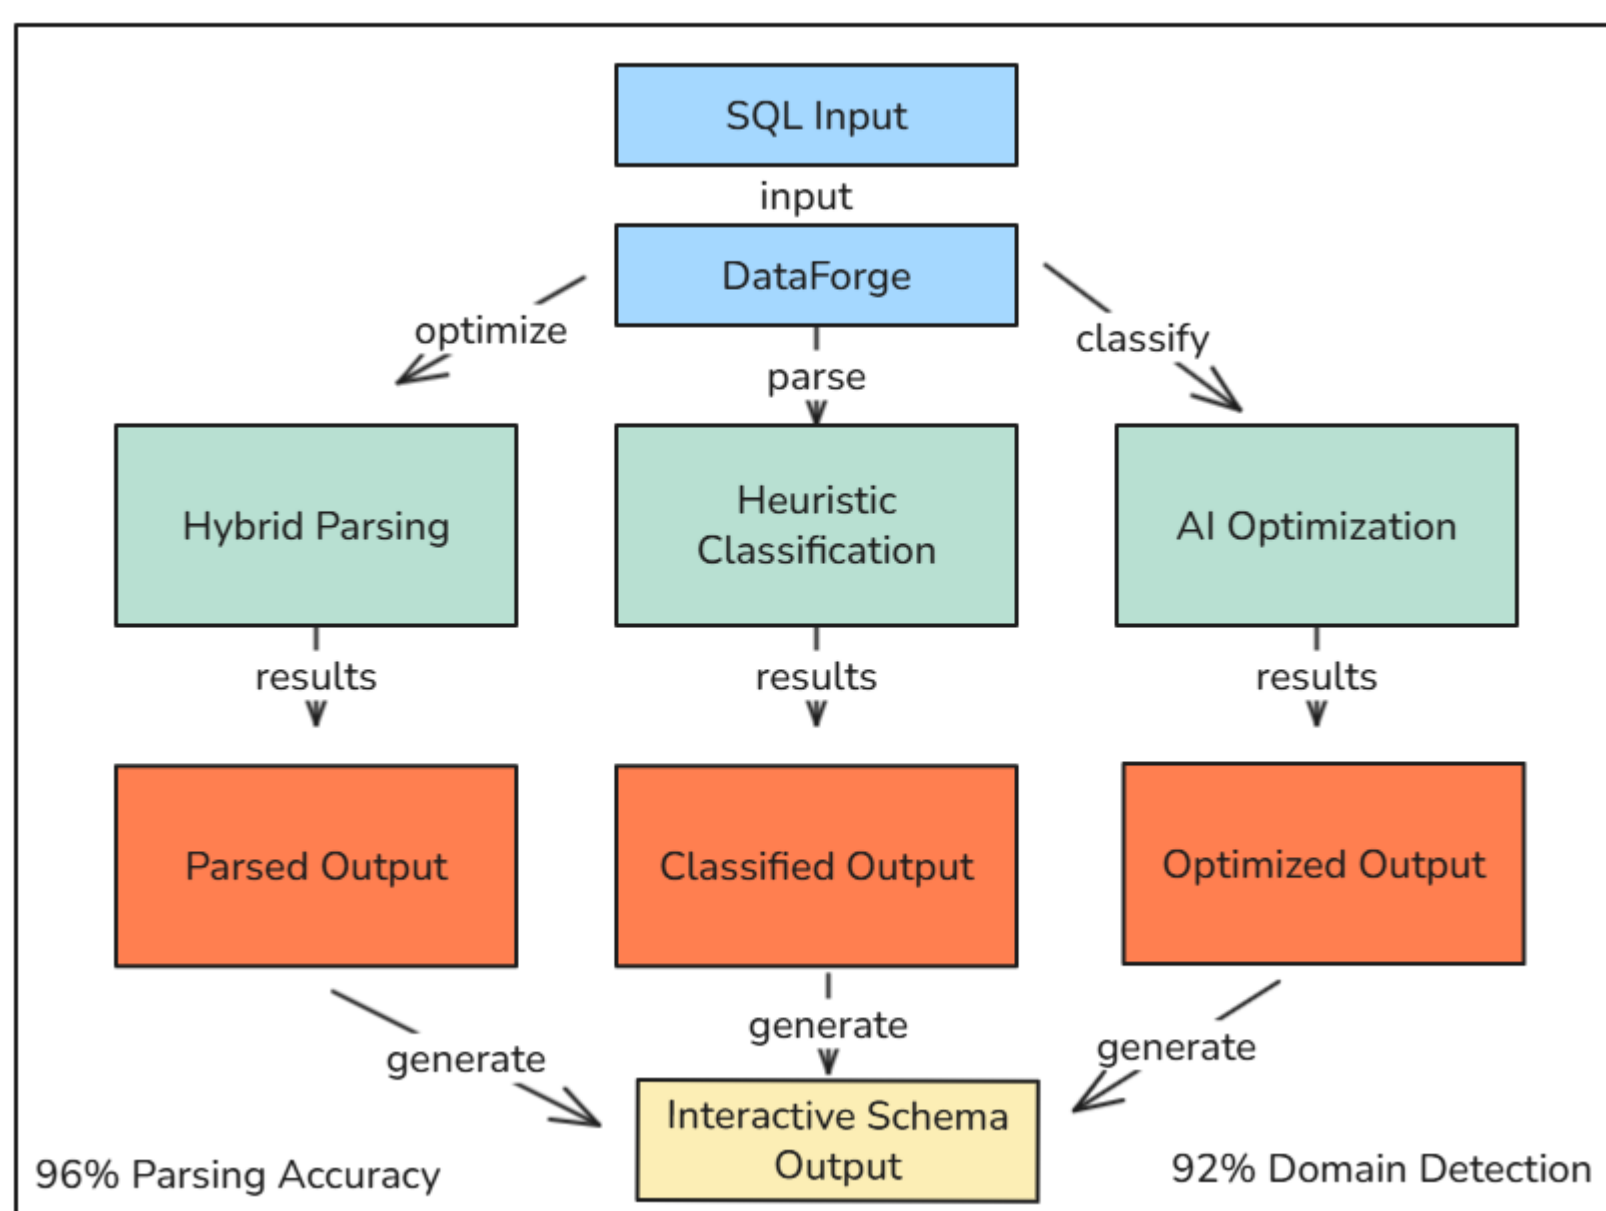 SQL Input
input
DataForge
optimize
parse
classify
Hybrid Parsing
Heuristic
Classification
AI Optimization
results
results
results
Parsed Output
Classified Output
Optimized Output
generate
generate
generate
Interactive Schema
Output
96% Parsing Accuracy
92% Domain Detection